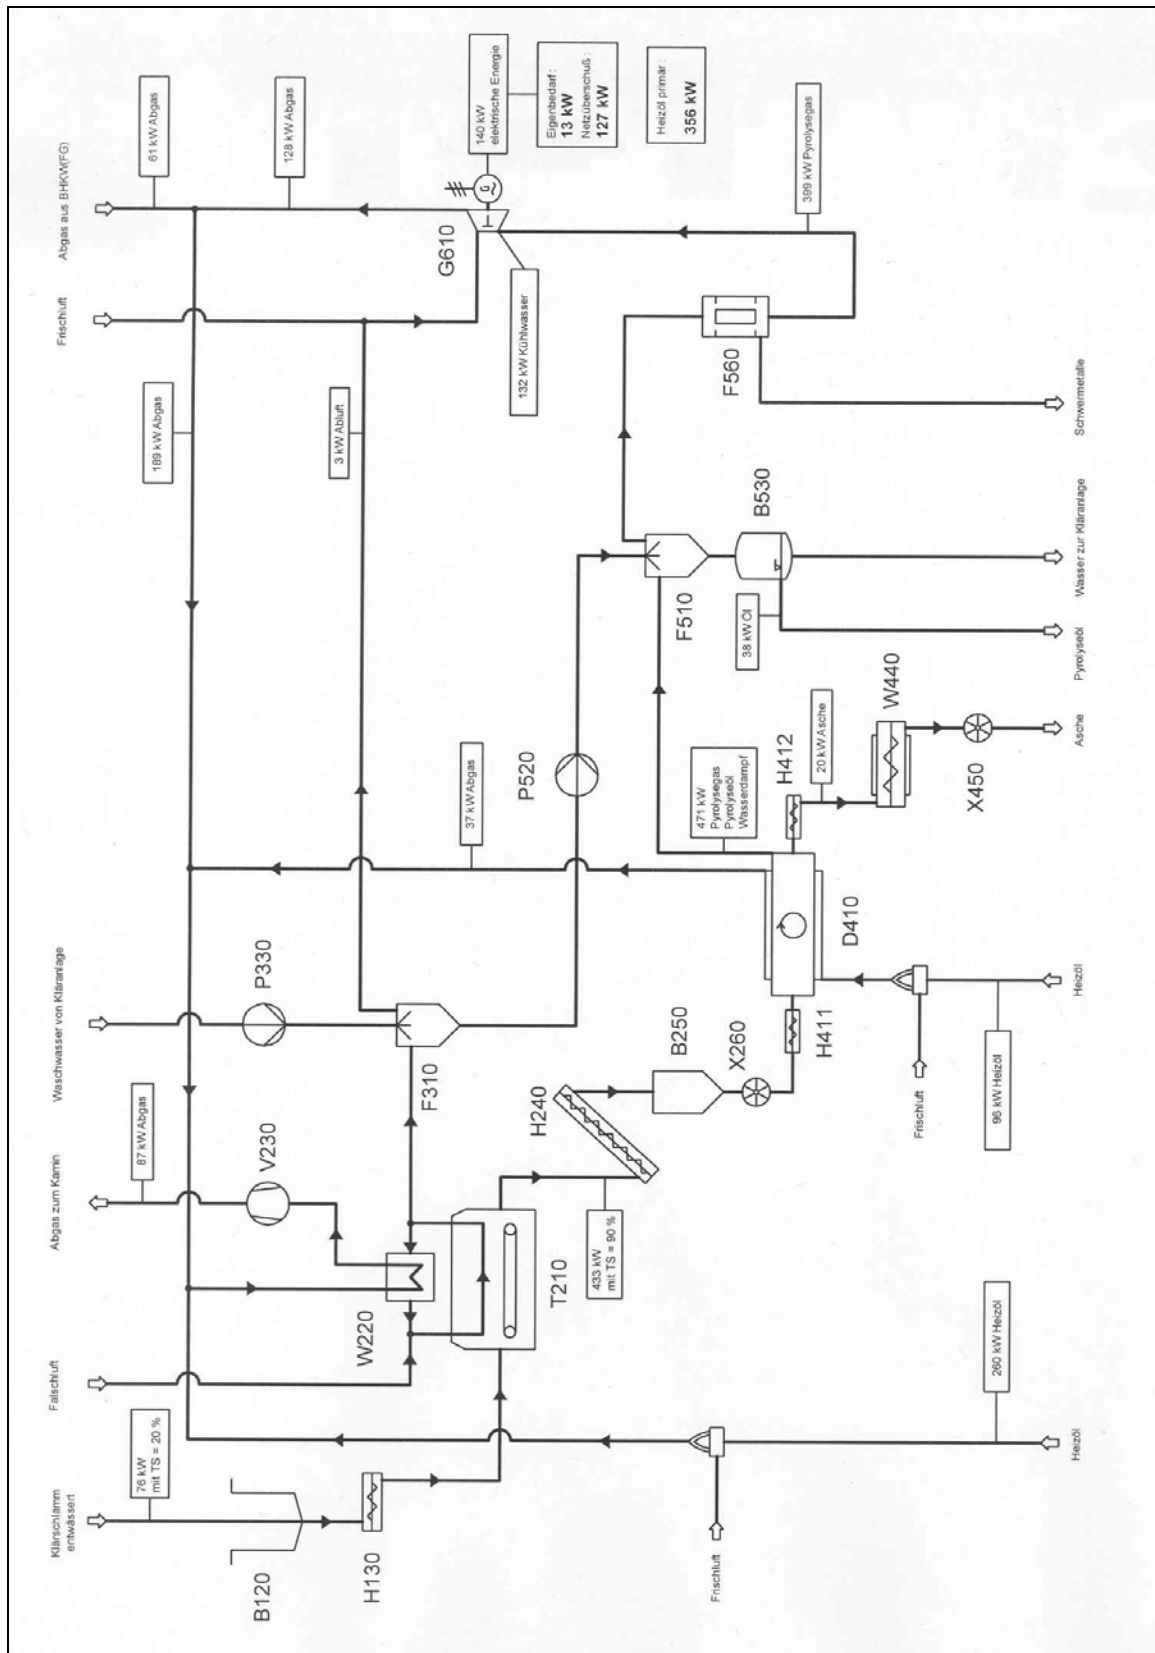 Klärschlamm
entwässert
Falschluft
Abgas zum Kamin
Waschwasser von Kläranlage
Frischluft
Abgas aus BHKW(FG)
76 kW
mit TS = 20 %
87 kW Abgas
189 kW Abgas
61 kW Abgas
128 kW Abgas
B120
V230
P330
3 kW Abluft
H130
W220
F310
G610
140 kW
elektrische Energie
37 kW Abgas
132 kW Kühlwasser
Eigenbedarf :
13 kW
Netzüberschuß :
127 kW
T210
H240
P520
433 kW
mit TS = 90 %
Heizöl primär :
356 kW
B250
F510
X260
471 kW
Pyrolysegas
Pyrolyseöl
Wasserdampf
H412
F560
38 kW Öl
B530
399 kW Pyrolysegas
H411
D410
20 kW Asche
W440
Frischluft
Frischluft
X450
260 kW Heizöl
96 kW Heizöl
Heizöl
Heizöl
Asche
Pyrolyseöl
Wasser zur Kläranlage
Schwermetalle
G